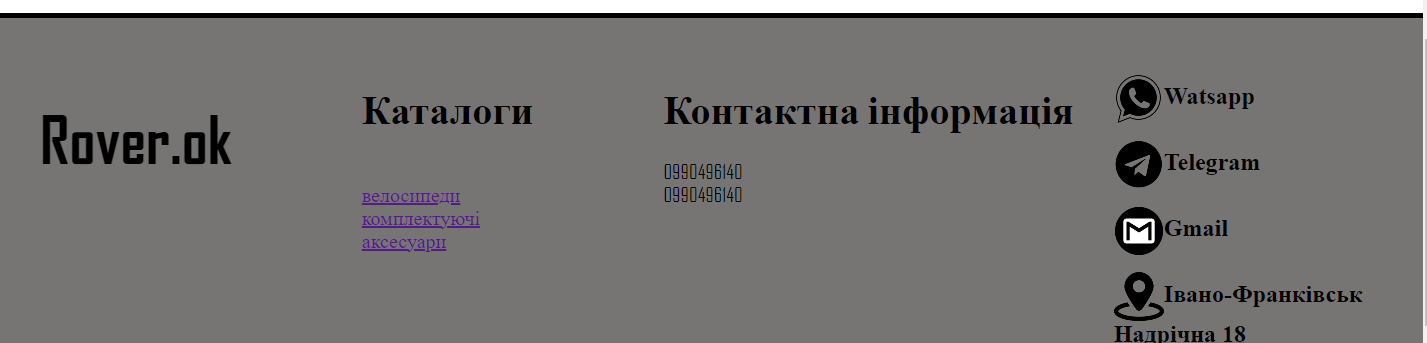 Rover.ok
Каталоги
велосипеди
комплектуючі
аксесуари
Контактна інформація
0990496140
0990496140
Watsapp
Telegram
Gmail
Івано-Франківськ
Надрічна 18